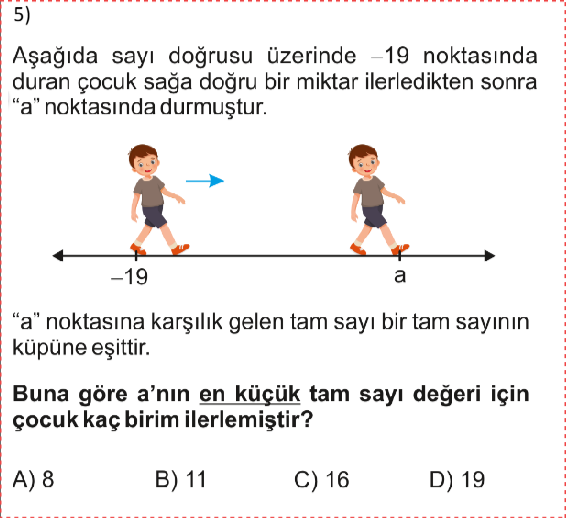 5)
Aşağıda sayı doğrusu üzerinde –19 noktasında
duran çocuk sağa doğru bir miktar ilerledikten sonra
“a” noktasında durmuştur.
–19
a
“a” noktasına karşılık gelen tam sayı bir tam sayının
küpüne eşittir.
Buna göre a’nın en küçük tam sayı değeri için
çocuk kaç birim ilerlemiştir?
A) 8 B) 11 C) 16 D) 19